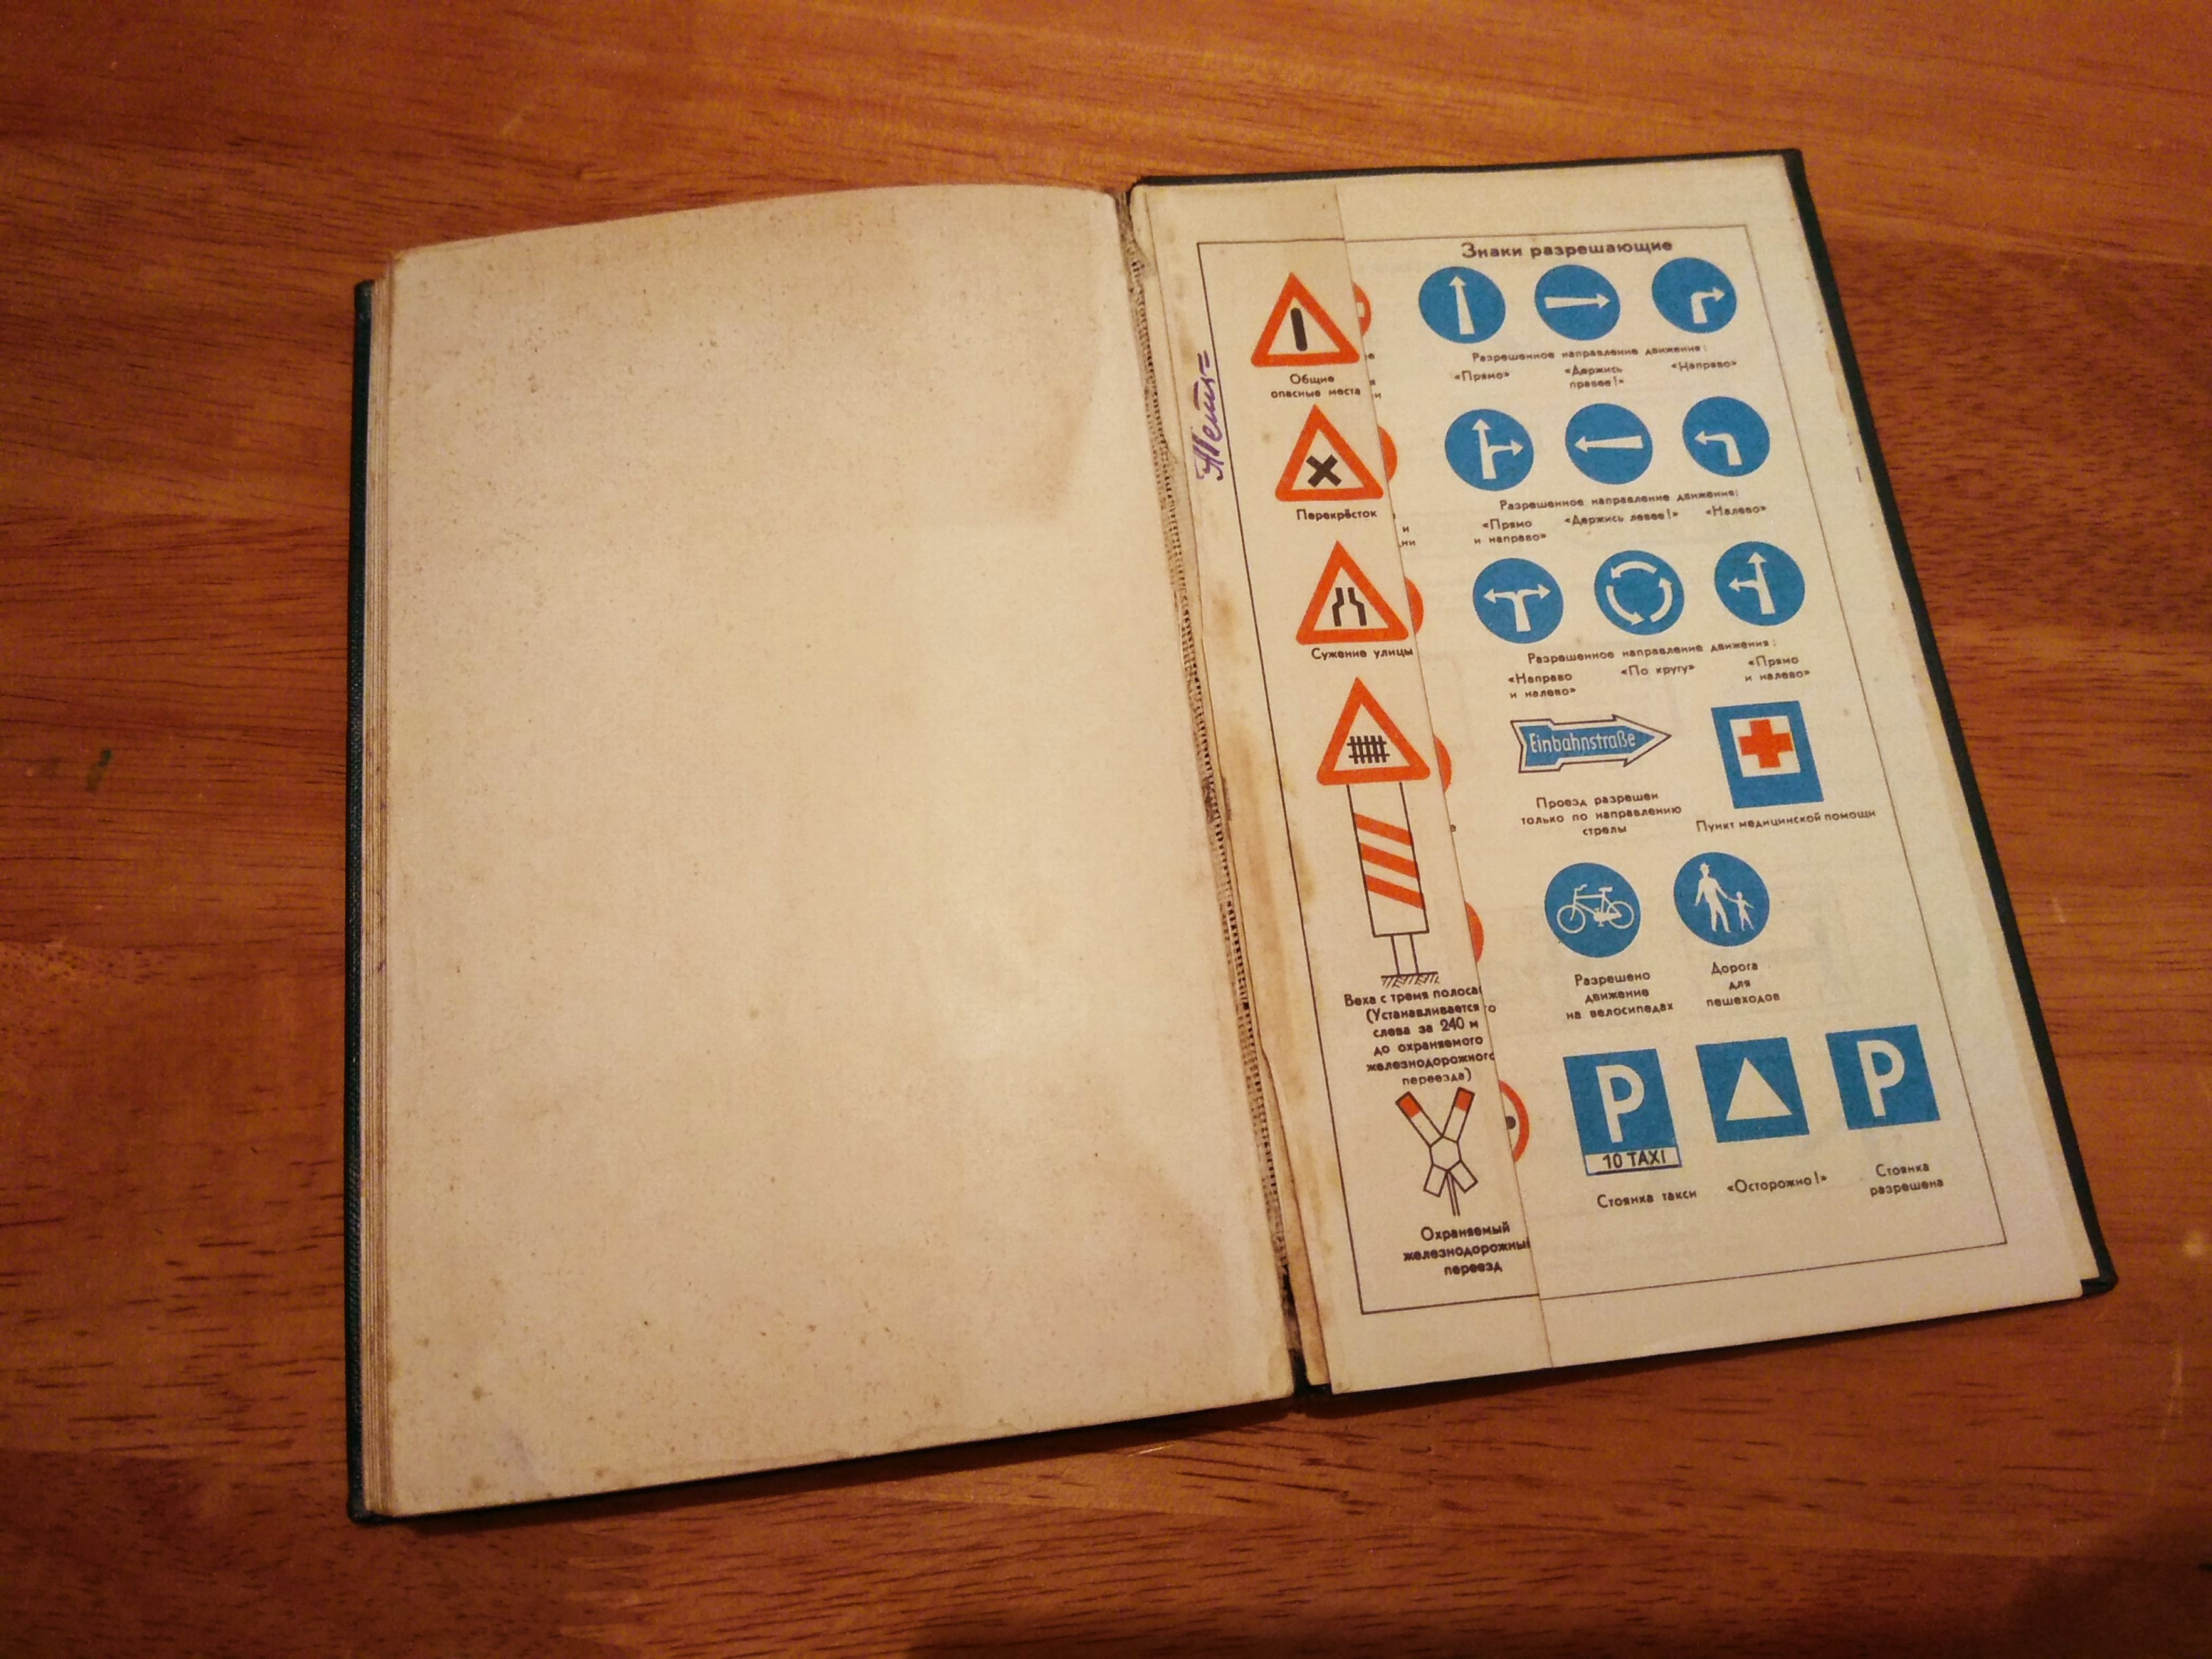 Знаки разрешающие
Общие
опасные места
Перекрёсток
Сужение улицы
Веха с тремя полоса
(Устанавливается
слева за 240 м
до охраняемого
железнодорожного
переезда)
Охраняемый
железнодорожный
переезд
Разрешенное направление движения:
«Прямо» «Держись правее!» «Направо»
Разрешенное направление движения:
«Прямо и направо» «Держись левее!» «Налево»
Разрешенное направление движения:
«Направо и налево» «По кругу» «Прямо и налево»
Einbahnstraße
Проезд разрешен
только по направлению
стрелы
Пункт медицинской помощи
Разрешено
движение
на велосипедах
Дорога
для
пешеходов
P
10 TAXI
P
Стоянка такси
«Осторожно!»
Стоянка
разрешена